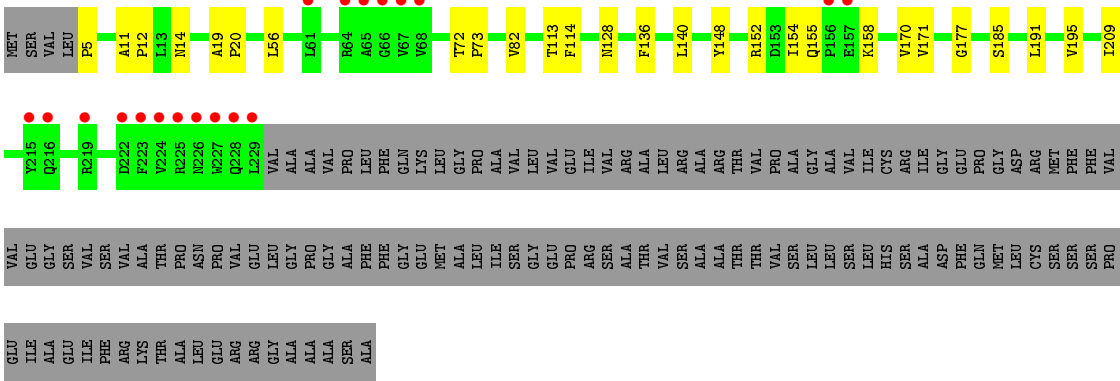 MET SER VAL LEU P5 A11 P12 L13 N14 A19 P20 L56 L61 R64 A65 G66 V67 V68 T72 P73 V82 T113 F114 N128 F136 L140 Y148 R152 D153 I154 Q155 P156 E157 K158 V170 V171 G177 S185 L191 V195 I209
Y215 Q216 R219 D222 F223 V224 R225 N226 W227 Q228 L229 VAL ALA ALA VAL PRO LEU PHE GLN LYS LEU GLY PRO ALA VAL LEU VAL GLU ILE VAL ARG ALA LEU ARG ALA ARG THR VAL PRO ALA GLY ALA VAL ILE CYS ARG ILE GLY GLU PRO GLY ASP ARG MET PHE PHE VAL
VAL GLU GLY SER VAL SER VAL ALA THR PRO ASN PRO VAL GLU LEU GLY PRO GLY ALA PHE PHE GLY GLU MET ALA LEU ILE SER GLY GLU PRO ARG SER ALA THR VAL SER ALA ALA THR THR VAL SER LEU LEU SER LEU HIS SER ALA ASP PHE GLN MET LEU CYS SER SER SER PRO
GLU ILE ALA GLU ILE PHE ARG LYS THR ALA LEU GLU ARG ARG GLY ALA ALA ALA SER ALA